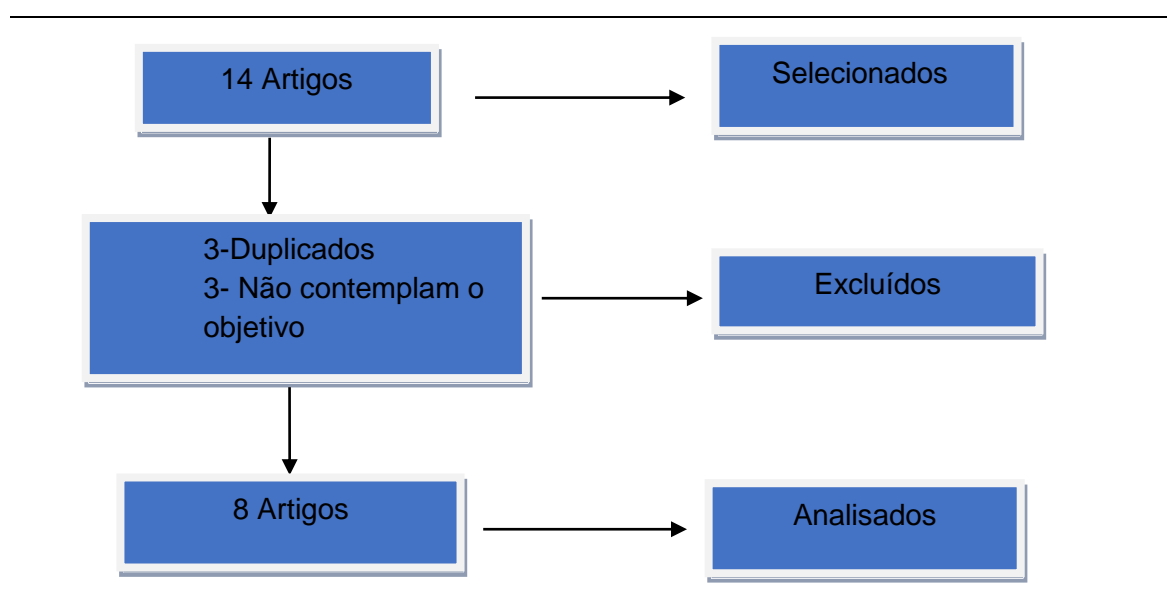 14 Artigos
Selecionados
3-Duplicados
3- Não contemplam o
objetivo
Excluídos
8 Artigos
Analisados